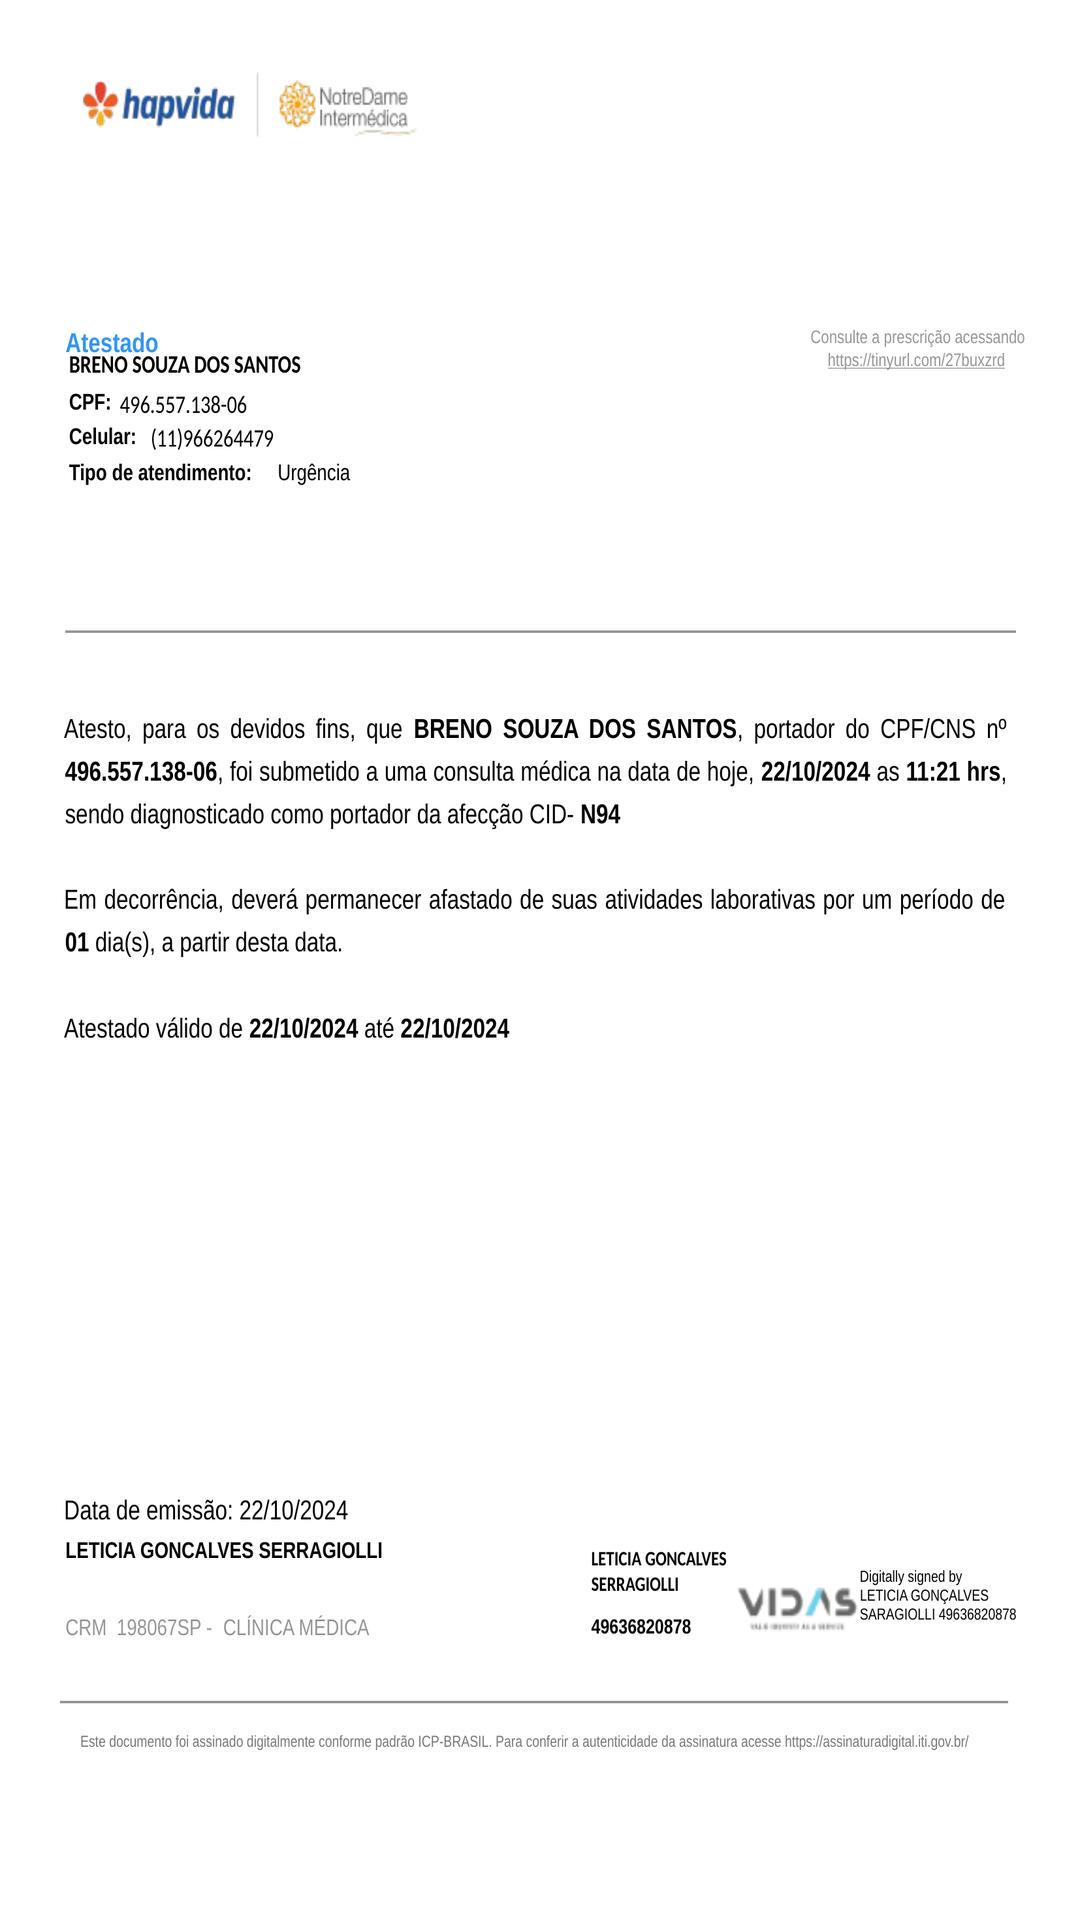 hapvida
NotreDame
Intermédica
Atestado
BRENO SOUZA DOS SANTOS
CPF: 496.557.138-06
Celular: (11)966264479
Tipo de atendimento: Urgência
Consulte a prescrição acessando
https://tinyurl.com/27buxzrd
Atesto, para os devidos fins, que BRENO SOUZA DOS SANTOS, portador do CPF/CNS nº
496.557.138-06, foi submetido a uma consulta médica na data de hoje, 22/10/2024 as 11:21 hrs,
sendo diagnosticado como portador da afecção CID- N94
Em decorrência, deverá permanecer afastado de suas atividades laborativas por um período de
01 dia(s), a partir desta data.
Atestado válido de 22/10/2024 até 22/10/2024
Data de emissão: 22/10/2024
LETICIA GONCALVES SERRAGIOLLI
CRM 198067SP - CLÍNICA MÉDICA
LETICIA GONCALVES
SERRAGIOLLI
49636820878
VIDAS
Digitally signed by
LETICIA GONÇALVES
SARAGIOLLI 49636820878
Este documento foi assinado digitalmente conforme padrão ICP-BRASIL. Para conferir a autenticidade da assinatura acesse https://assinaturadigital.iti.gov.br/